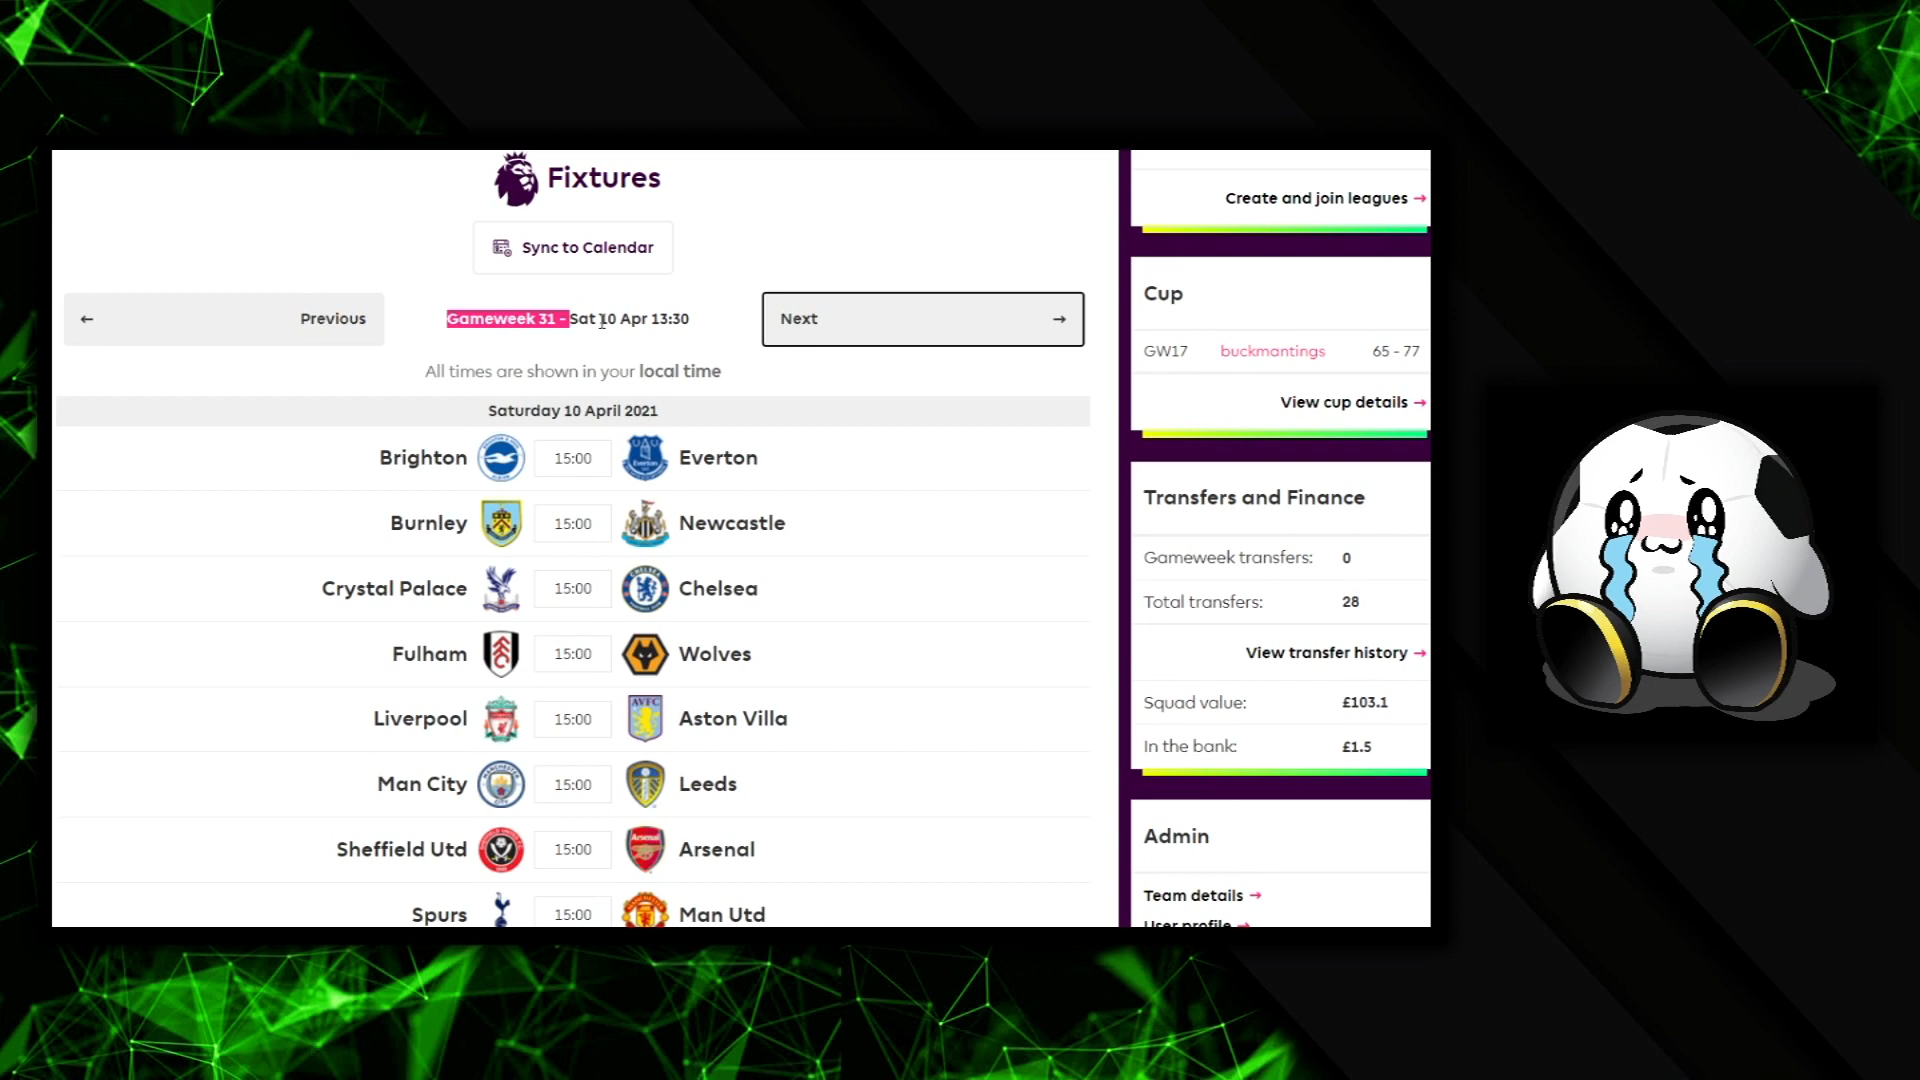 Fixtures
Sync to Calendar
← Previous
Gameweek 31 - Sat 10 Apr 13:30
Next →
All times are shown in your local time
Saturday 10 April 2021
Brighton 15:00 Everton
Burnley 15:00 Newcastle
Crystal Palace 15:00 Chelsea
Fulham 15:00 Wolves
Liverpool 15:00 Aston Villa
Man City 15:00 Leeds
Sheffield Utd 15:00 Arsenal
Spurs 15:00 Man Utd
Create and join leagues →
Cup
GW17 buckmantings 65 - 77
View cup details →
Transfers and Finance
Gameweek transfers: 0
Total transfers: 28
View transfer history →
Squad value: £103.1
In the bank: £1.5
Admin
Team details →
User profile →